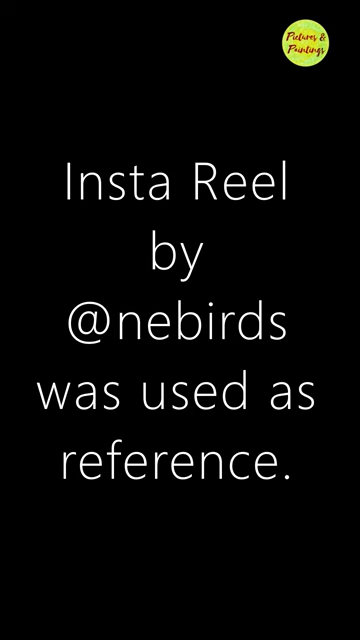 Pictures &
Paintings
Insta Reel
by
@nebirds
was used as
reference.